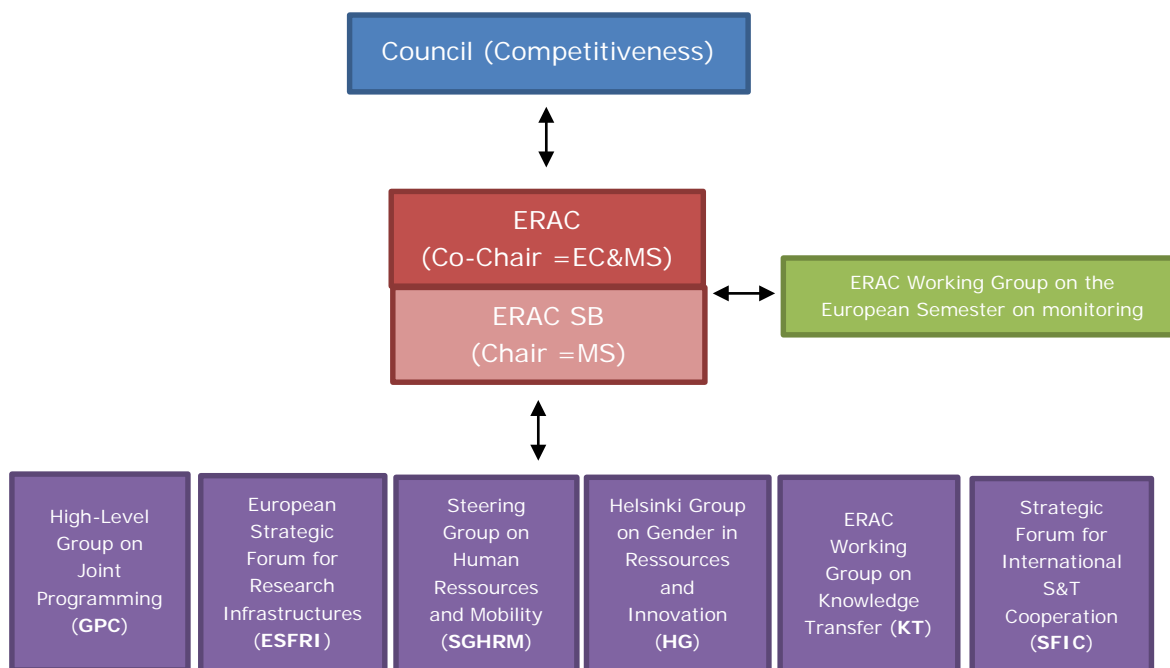 Council (Competitiveness)
ERAC
(Co-Chair =EC&MS)
ERAC SB
(Chair =MS)
ERAC Working Group on the
European Semester on monitoring
High-Level
Group on
Joint
Programming
(GPC)
European
Strategic
Forum for
Research
Infrastructures
(ESFRI)
Steering
Group on
Human
Ressources
and Mobility
(SGHRM)
Helsinki Group
on Gender in
Ressources
and
Innovation
(HG)
ERAC
Working
Group on
Knowledge
Transfer (KT)
Strategic
Forum for
International
S&T
Cooperation
(SFIC)